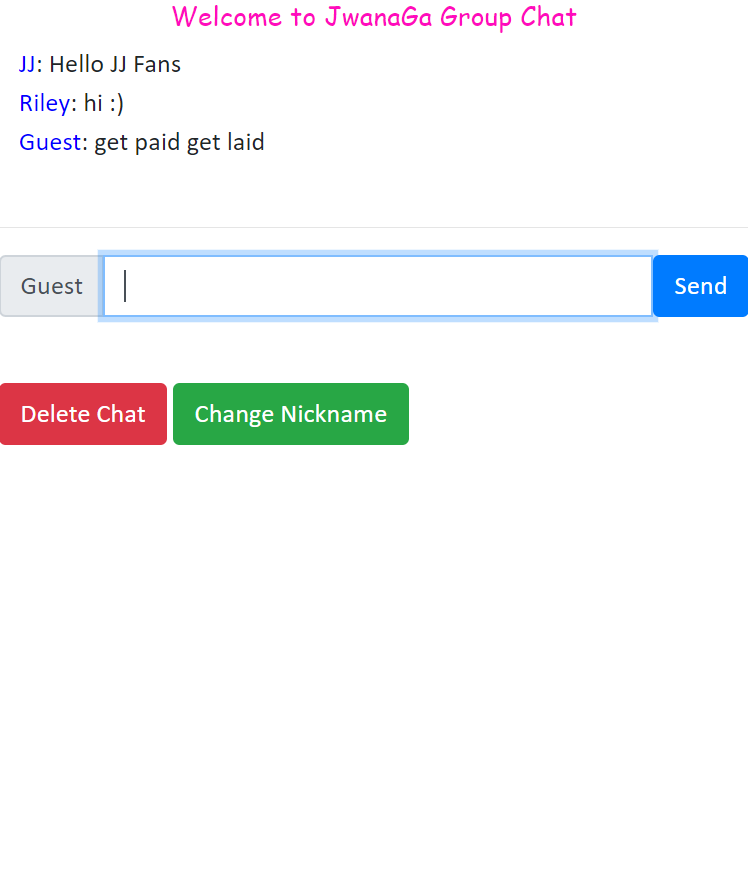 Welcome to JwanaGa Group Chat
JJ: Hello JJ Fans
Riley: hi :)
Guest: get paid get laid
Guest
Send
Delete Chat
Change Nickname